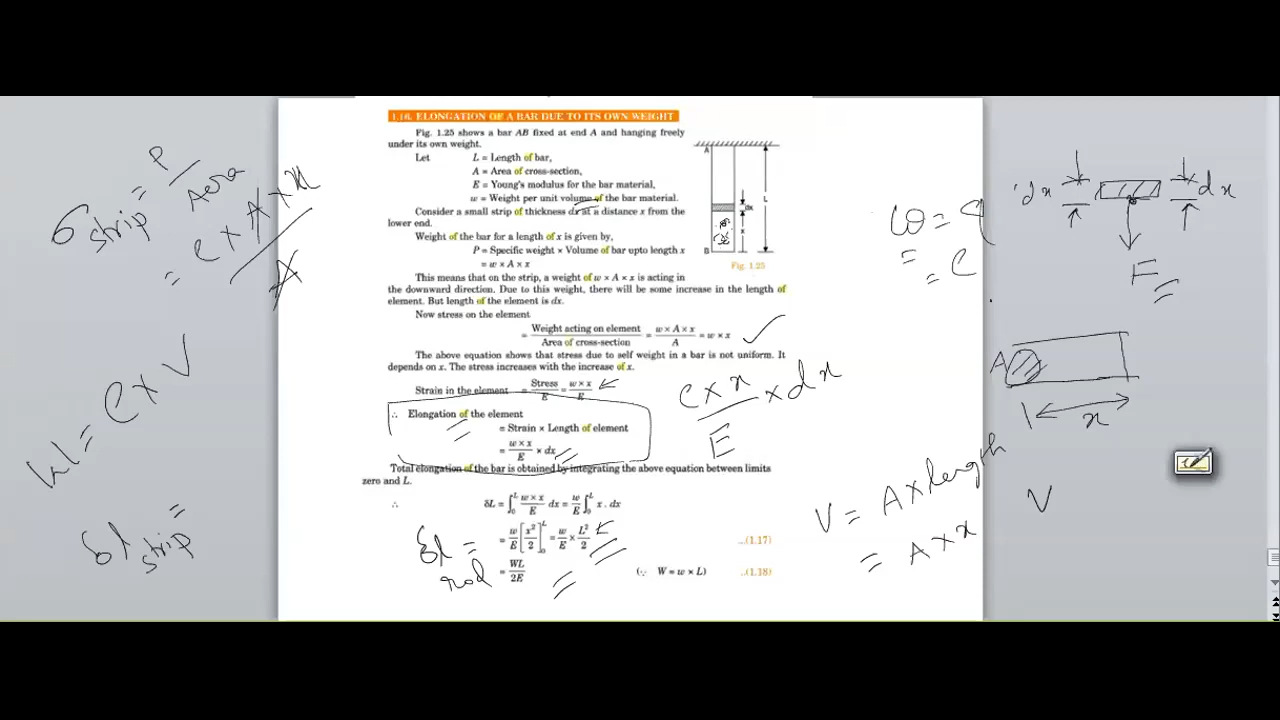 1.16. ELONGATION OF A BAR DUE TO ITS OWN WEIGHT
Fig. 1.25 shows a bar AB fixed at end A and hanging freely
under its own weight.
Let L = Length of bar,
A = Area of cross-section,
E = Young's modulus for the bar material,
w = Weight per unit volume of the bar material.
Consider a small strip of thickness dx at a distance x from the
lower end.
Weight of the bar for a length of x is given by,
P = Specific weight × Volume of bar upto length x
= w × A × x
This means that on the strip, a weight of w × A × x is acting in
the downward direction. Due to this weight, there will be some increase in the length of
element. But length of the element is dx.
Now stress on the element
= Weight acting on element / Area of cross-section = w × A × x / A = w × x
The above equation shows that stress due to self weight in a bar is not uniform. It
depends on x. The stress increases with the increase of x.
Strain in the element = Stress / E = w × x / E
∴ Elongation of the element
= Strain × Length of element
= w × x / E × dx
Total elongation of the bar is obtained by integrating the above equation between limits
zero and L.
∴ δL = ∫₀ᴸ w × x / E dx = w / E ∫₀ᴸ x . dx
= w / E [x² / 2]₀ᴸ = w / E × L² / 2 ...(1.17)
= WL / 2E (∵ W = w × L) ...(1.18)
A
dx
L
x
B
Fig. 1.25
σ strip = P / Area
= e × A × x / A
W = e × V
δl strip =
δl rod =
e × x / E × dx
dx
dx
F
A
x
V = A × length
= A × x
V